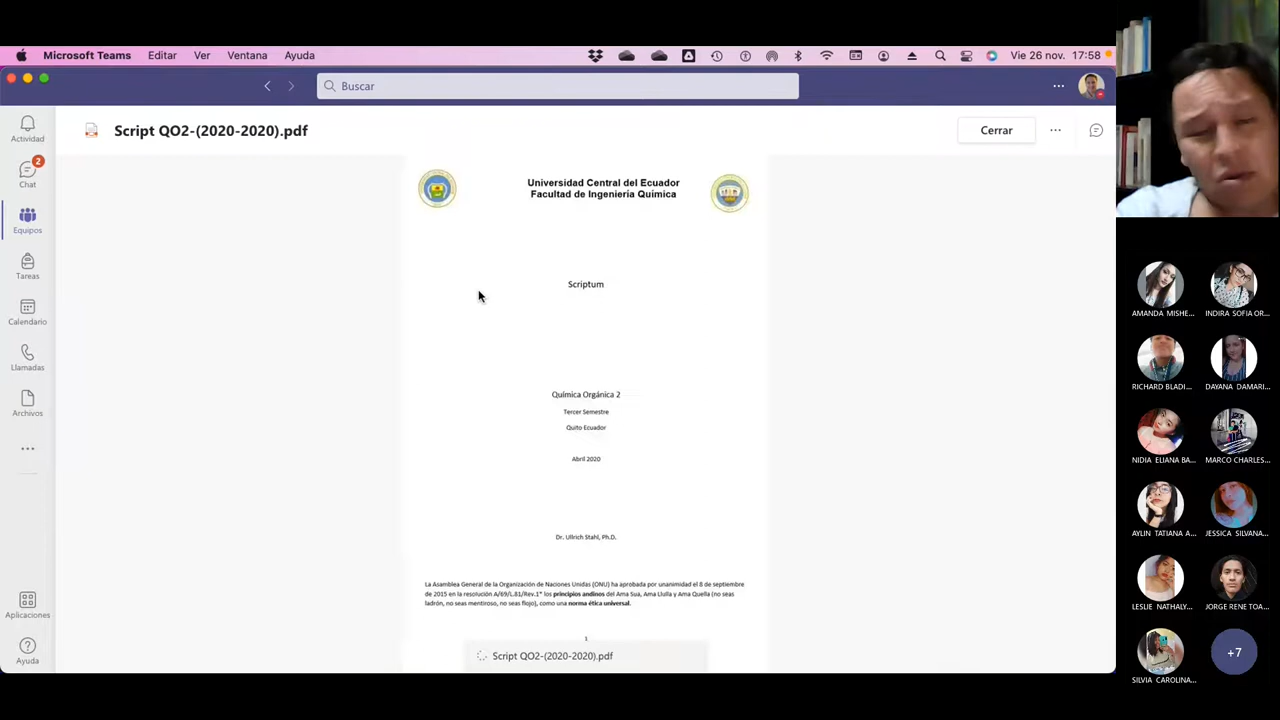 Microsoft Teams Editar Ver Ventana Ayuda Vie 26 nov. 17:58
Buscar
Actividad
2
Chat
Equipos
Tareas
Calendario
Llamadas
Archivos
Aplicaciones
Ayuda
Script QO2-(2020-2020).pdf
Cerrar
Universidad Central del Ecuador
Facultad de Ingeniería Química
Scriptum
Química Orgánica 2
Tercer Semestre
Quito Ecuador
Abril 2020
Dr. Ullrich Stahl, Ph.D.
La Asamblea General de la Organización de Naciones Unidas (ONU) ha aprobada por unanimidad el 8 de septiembre
de 2015 en la resolución A/69/L.81/Rev.1* los principios andinos del Ama Sua, Ama Llulla y Ama Quella (no seas
ladrón, no seas mentiroso, no seas flojo), como una norma ética universal.
1
Script QO2-(2020-2020).pdf
AMANDA MISHE...
INDIRA SOFIA OR...
RICHARD BLADI...
DAYANA DAMARI...
NIDIA ELIANA BA...
MARCO CHARLES...
AYLIN TATIANA A...
JESSICA SILVANA...
LESLIE NATHALY...
JORGE RENE TOA...
SILVIA CAROLINA...
+7